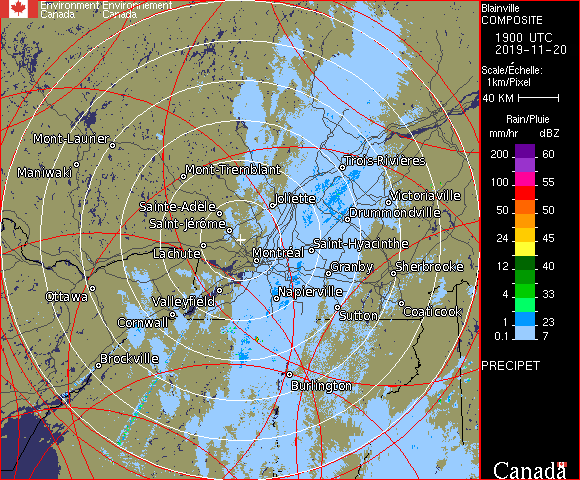 Environment Environnement
Canada Canada
Blainville
COMPOSITE
1900 UTC
2019-11-20
Scale/Échelle:
1km/Pixel
40 KM
Rain/Pluie
mm/hr dBZ
200 60
100 55
50 50
24 45
12 40
4 33
1 23
0.1 7
PRECIPET
Canada
Mont-Laurier
Maniwaki
Mont-Tremblant
Trois-Rivières
Sainte-Adèle
Joliette
Victoriaville
Saint-Jérôme
Drummondville
Lachute
Montréal
Saint-Hyacinthe
Granby
Sherbrooke
Ottawa
Valleyfield
Napierville
Cornwall
Sutton
Coaticook
Brockville
Burlington